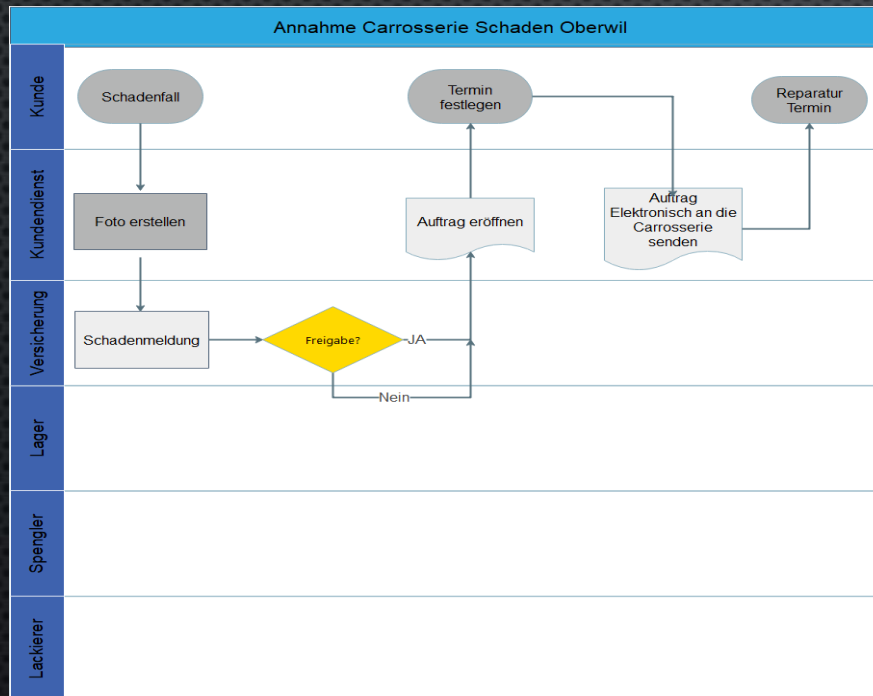 Annahme Carrosserie Schaden Oberwil
Kunde
Schadenfall
Termin
festlegen
Reparatur
Termin
Kundendienst
Foto erstellen
Auftrag eröffnen
Auftrag
Elektronisch an die
Carrosserie
senden
Versicherung
Schadenmeldung
Freigabe?
JA
Nein
Lager
Spengler
Lackierer